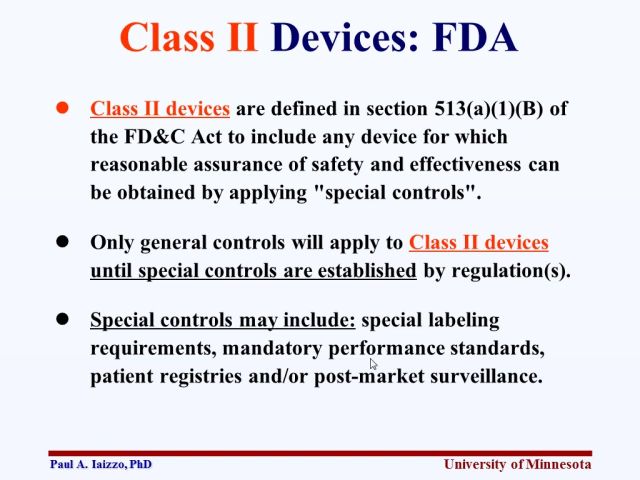 Class II Devices: FDA
Class II devices are defined in section 513(a)(1)(B) of
the FD&C Act to include any device for which
reasonable assurance of safety and effectiveness can
be obtained by applying "special controls".
Only general controls will apply to Class II devices
until special controls are established by regulation(s).
Special controls may include: special labeling
requirements, mandatory performance standards,
patient registries and/or post-market surveillance.
Paul A. Iaizzo, PhD
University of Minnesota